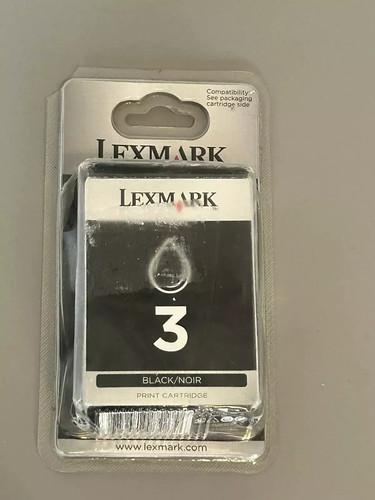 Compatibility:
See packaging
cartridge side
LEXMARK
LEXMARK
3
BLACK/NOIR
PRINT CARTRIDGE
www.lexmark.com